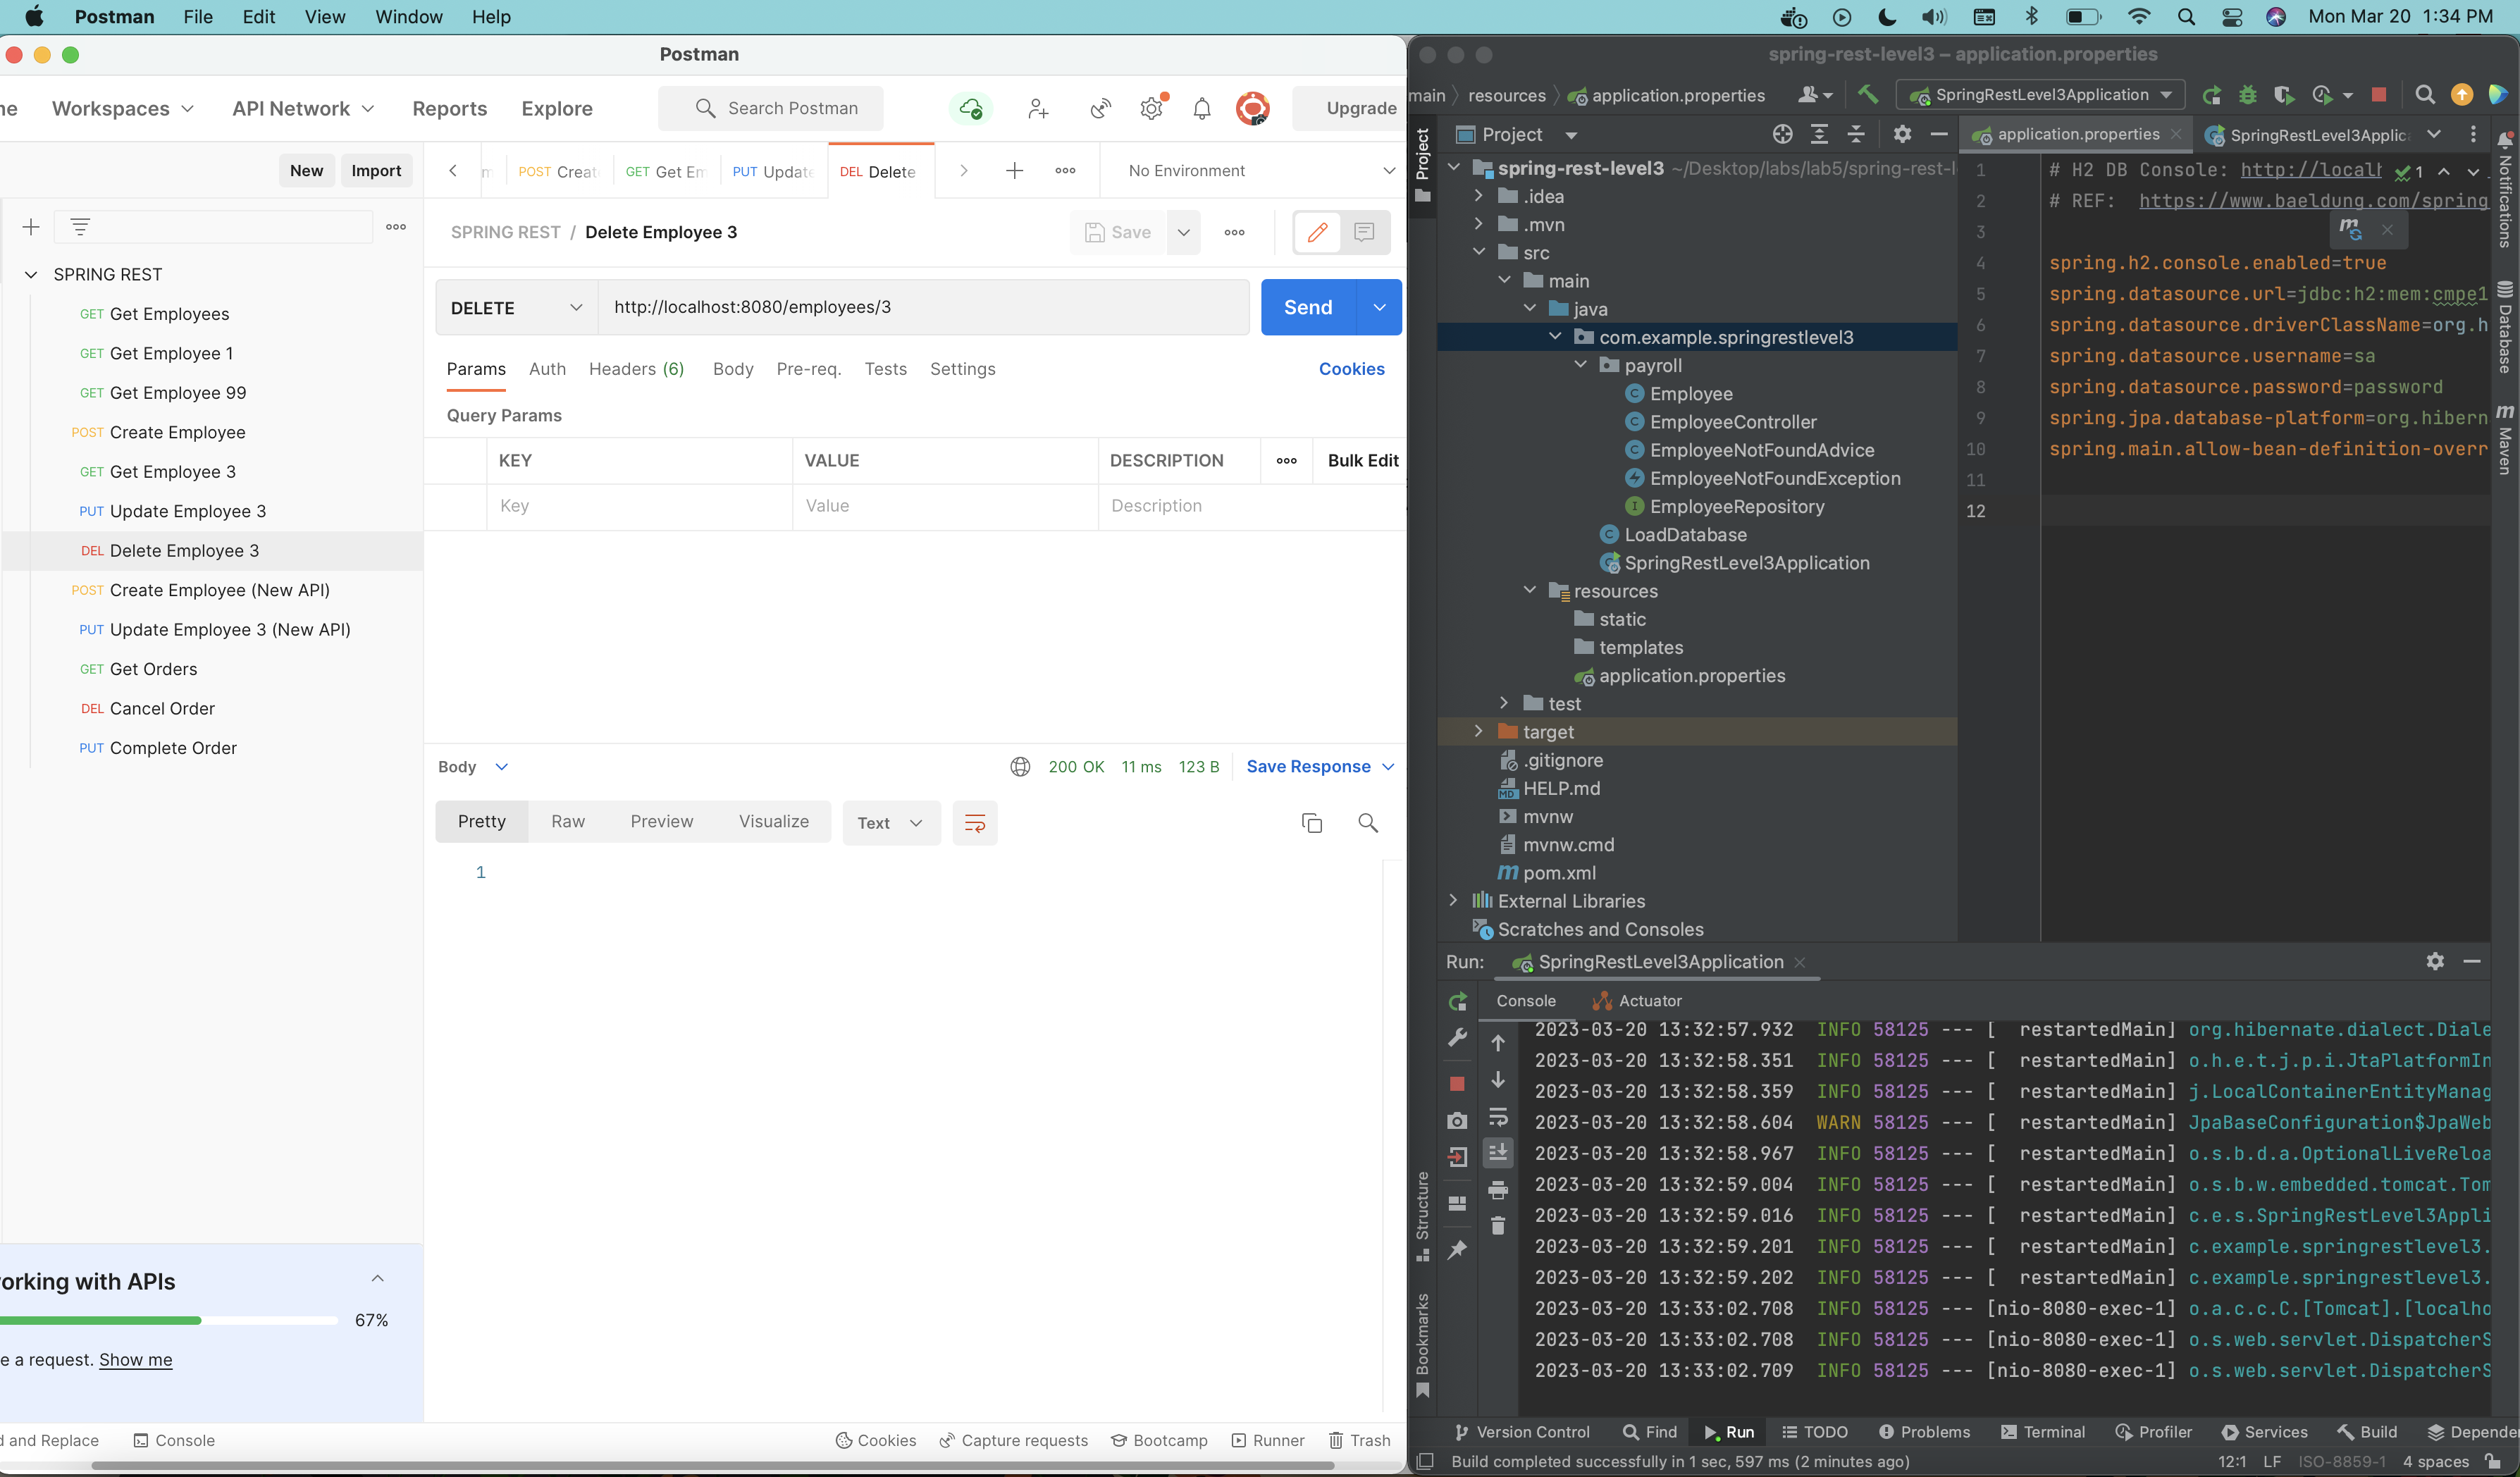 Postman File Edit View Window Help Mon Mar 20 1:34 PM
Postman
Workspaces API Network Reports Explore Search Postman Upgrade
New Import
POST Creat GET Get Em PUT Updat DEL Delete No Environment
SPRING REST / Delete Employee 3 Save
SPRING REST
GET Get Employees
GET Get Employee 1
GET Get Employee 99
POST Create Employee
GET Get Employee 3
PUT Update Employee 3
DEL Delete Employee 3
POST Create Employee (New API)
PUT Update Employee 3 (New API)
GET Get Orders
DEL Cancel Order
PUT Complete Order
orking with APIs
67%
e a request. Show me
DELETE http://localhost:8080/employees/3 Send
Params Auth Headers (6) Body Pre-req. Tests Settings Cookies
Query Params
KEY VALUE DESCRIPTION Bulk Edit
Key Value Description
Body 200 OK 11 ms 123 B Save Response
Pretty Raw Preview Visualize Text
1
d and Replace Console Cookies Capture requests Bootcamp Runner Trash
spring-rest-level3 – application.properties
main resources application.properties SpringRestLevel3Application
Project
Project
spring-rest-level3 ~/Desktop/labs/lab5/spring-rest-l
.idea
.mvn
src
main
java
com.example.springrestlevel3
payroll
Employee
EmployeeController
EmployeeNotFoundAdvice
EmployeeNotFoundException
EmployeeRepository
LoadDatabase
SpringRestLevel3Application
resources
static
templates
application.properties
test
target
.gitignore
HELP.md
mvnw
mvnw.cmd
pom.xml
External Libraries
Scratches and Consoles
application.properties SpringRestLevel3Applic
1 # H2 DB Console: http://localh 1
2 # REF: https://www.baeldung.com/spring
3
4 spring.h2.console.enabled=true
5 spring.datasource.url=jdbc:h2:mem:cmpe1
6 spring.datasource.driverClassName=org.h
7 spring.datasource.username=sa
8 spring.datasource.password=password
9 spring.jpa.database-platform=org.hibern
10 spring.main.allow-bean-definition-overr
11
12
Notifications
Database
Maven
Run: SpringRestLevel3Application
Console Actuator
2023-03-20 13:32:57.932 INFO 58125 --- [ restartedMain] org.hibernate.dialect.Diale
2023-03-20 13:32:58.351 INFO 58125 --- [ restartedMain] o.h.e.t.j.p.i.JtaPlatformIn
2023-03-20 13:32:58.359 INFO 58125 --- [ restartedMain] j.LocalContainerEntityManag
2023-03-20 13:32:58.604 WARN 58125 --- [ restartedMain] JpaBaseConfiguration$JpaWeb
2023-03-20 13:32:58.967 INFO 58125 --- [ restartedMain] o.s.b.d.a.OptionalLiveReloa
2023-03-20 13:32:59.004 INFO 58125 --- [ restartedMain] o.s.b.w.embedded.tomcat.Tom
2023-03-20 13:32:59.016 INFO 58125 --- [ restartedMain] c.e.s.SpringRestLevel3Appli
2023-03-20 13:32:59.201 INFO 58125 --- [ restartedMain] c.example.springrestlevel3.
2023-03-20 13:32:59.202 INFO 58125 --- [ restartedMain] c.example.springrestlevel3.
2023-03-20 13:33:02.708 INFO 58125 --- [nio-8080-exec-1] o.a.c.c.C.[Tomcat].[localho
2023-03-20 13:33:02.708 INFO 58125 --- [nio-8080-exec-1] o.s.web.servlet.DispatcherS
2023-03-20 13:33:02.709 INFO 58125 --- [nio-8080-exec-1] o.s.web.servlet.DispatcherS
Structure
Bookmarks
Version Control Find Run TODO Problems Terminal Profiler Services Build Depende
Build completed successfully in 1 sec, 597 ms (2 minutes ago) 12:1 LF ISO-8859-1 4 spaces